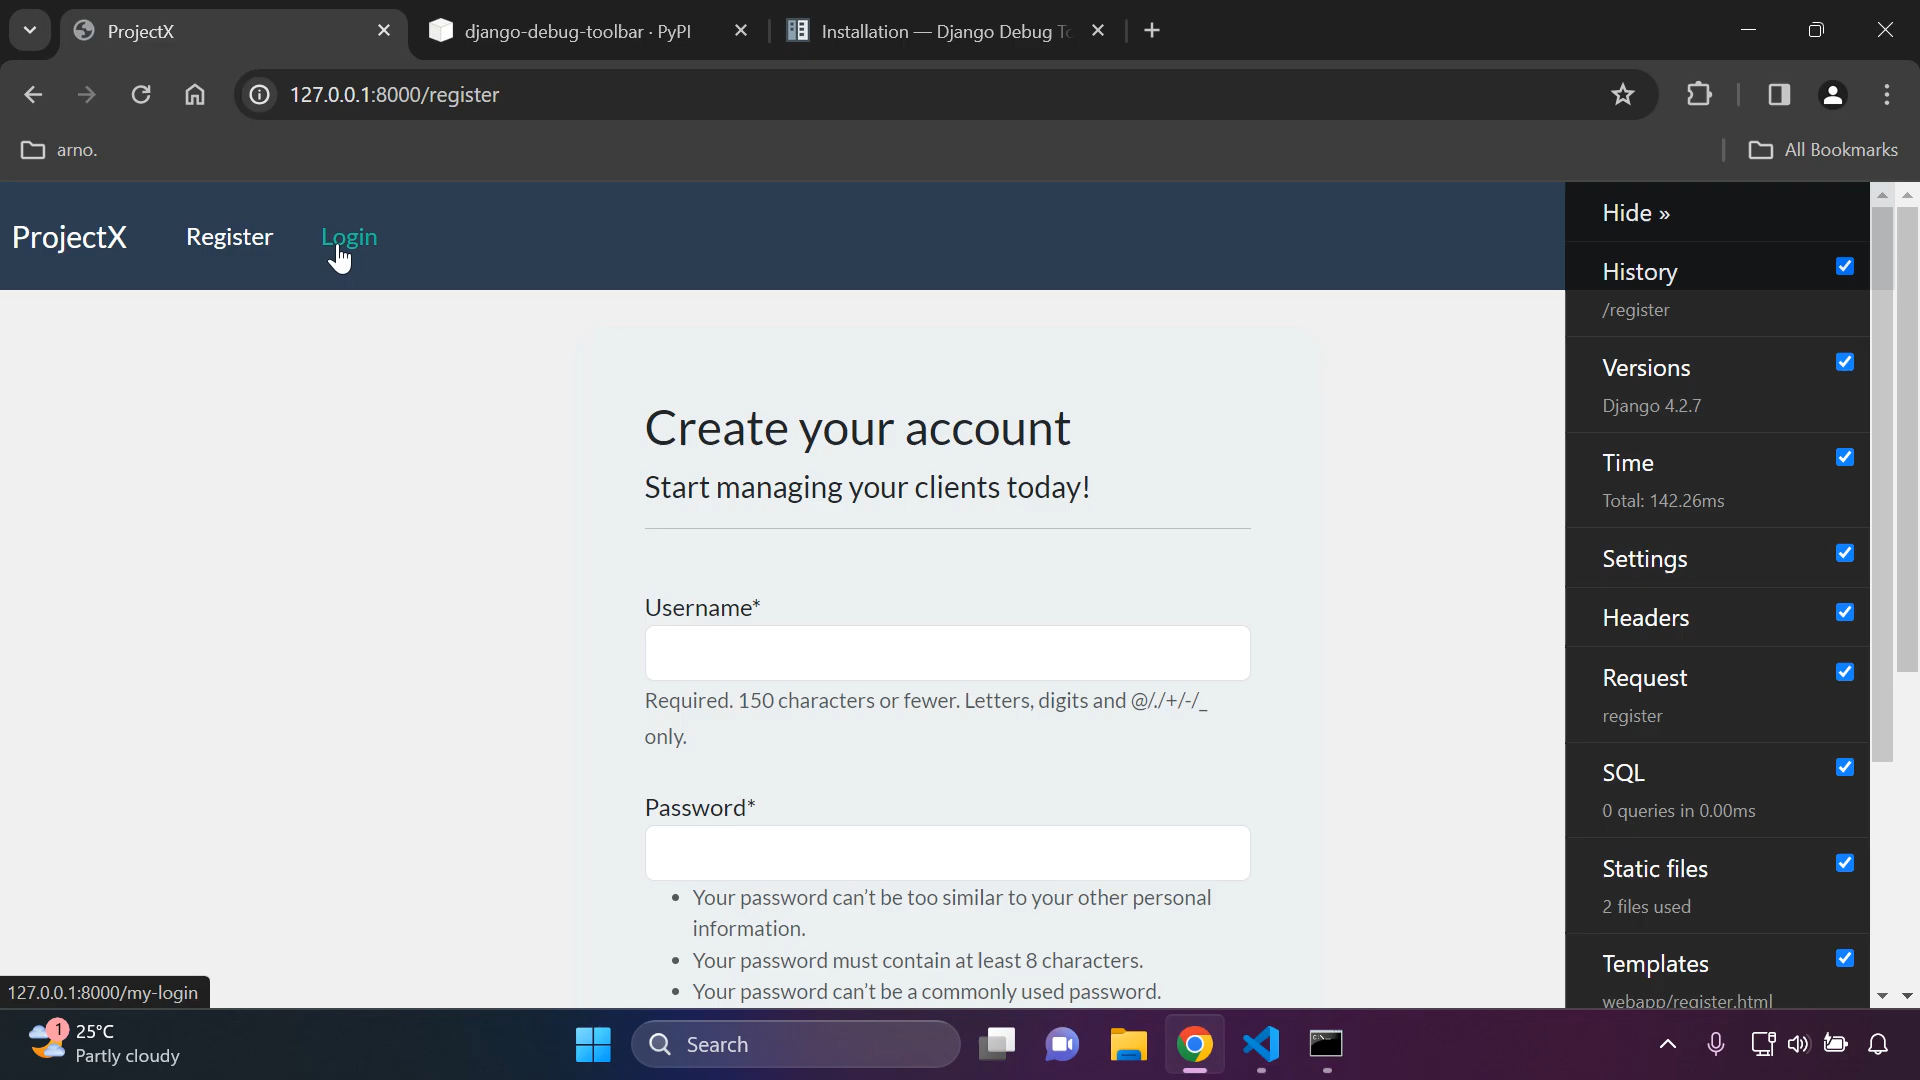 ProjectX
django-debug-toolbar · PyPI
Installation — Django Debug To
127.0.0.1:8000/register
arno.
All Bookmarks
ProjectX
Register
Login
Hide »
History
/register
Versions
Django 4.2.7
Time
Total: 142.26ms
Settings
Headers
Request
register
SQL
0 queries in 0.00ms
Static files
2 files used
Templates
webapp/register.html
Create your account
Start managing your clients today!
Username*
Required. 150 characters or fewer. Letters, digits and @/./+/-/_
only.
Password*
• Your password can’t be too similar to your other personal
information.
• Your password must contain at least 8 characters.
• Your password can’t be a commonly used password.
127.0.0.1:8000/my-login
1
25°C
Partly cloudy
Search